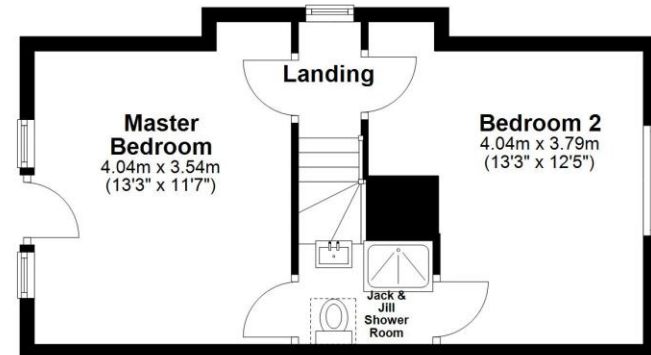 Landing
Master
Bedroom
4.04m x 3.54m
(13'3" x 11'7")
Bedroom 2
4.04m x 3.79m
(13'3" x 12'5")
Jack &
Jill
Shower
Room